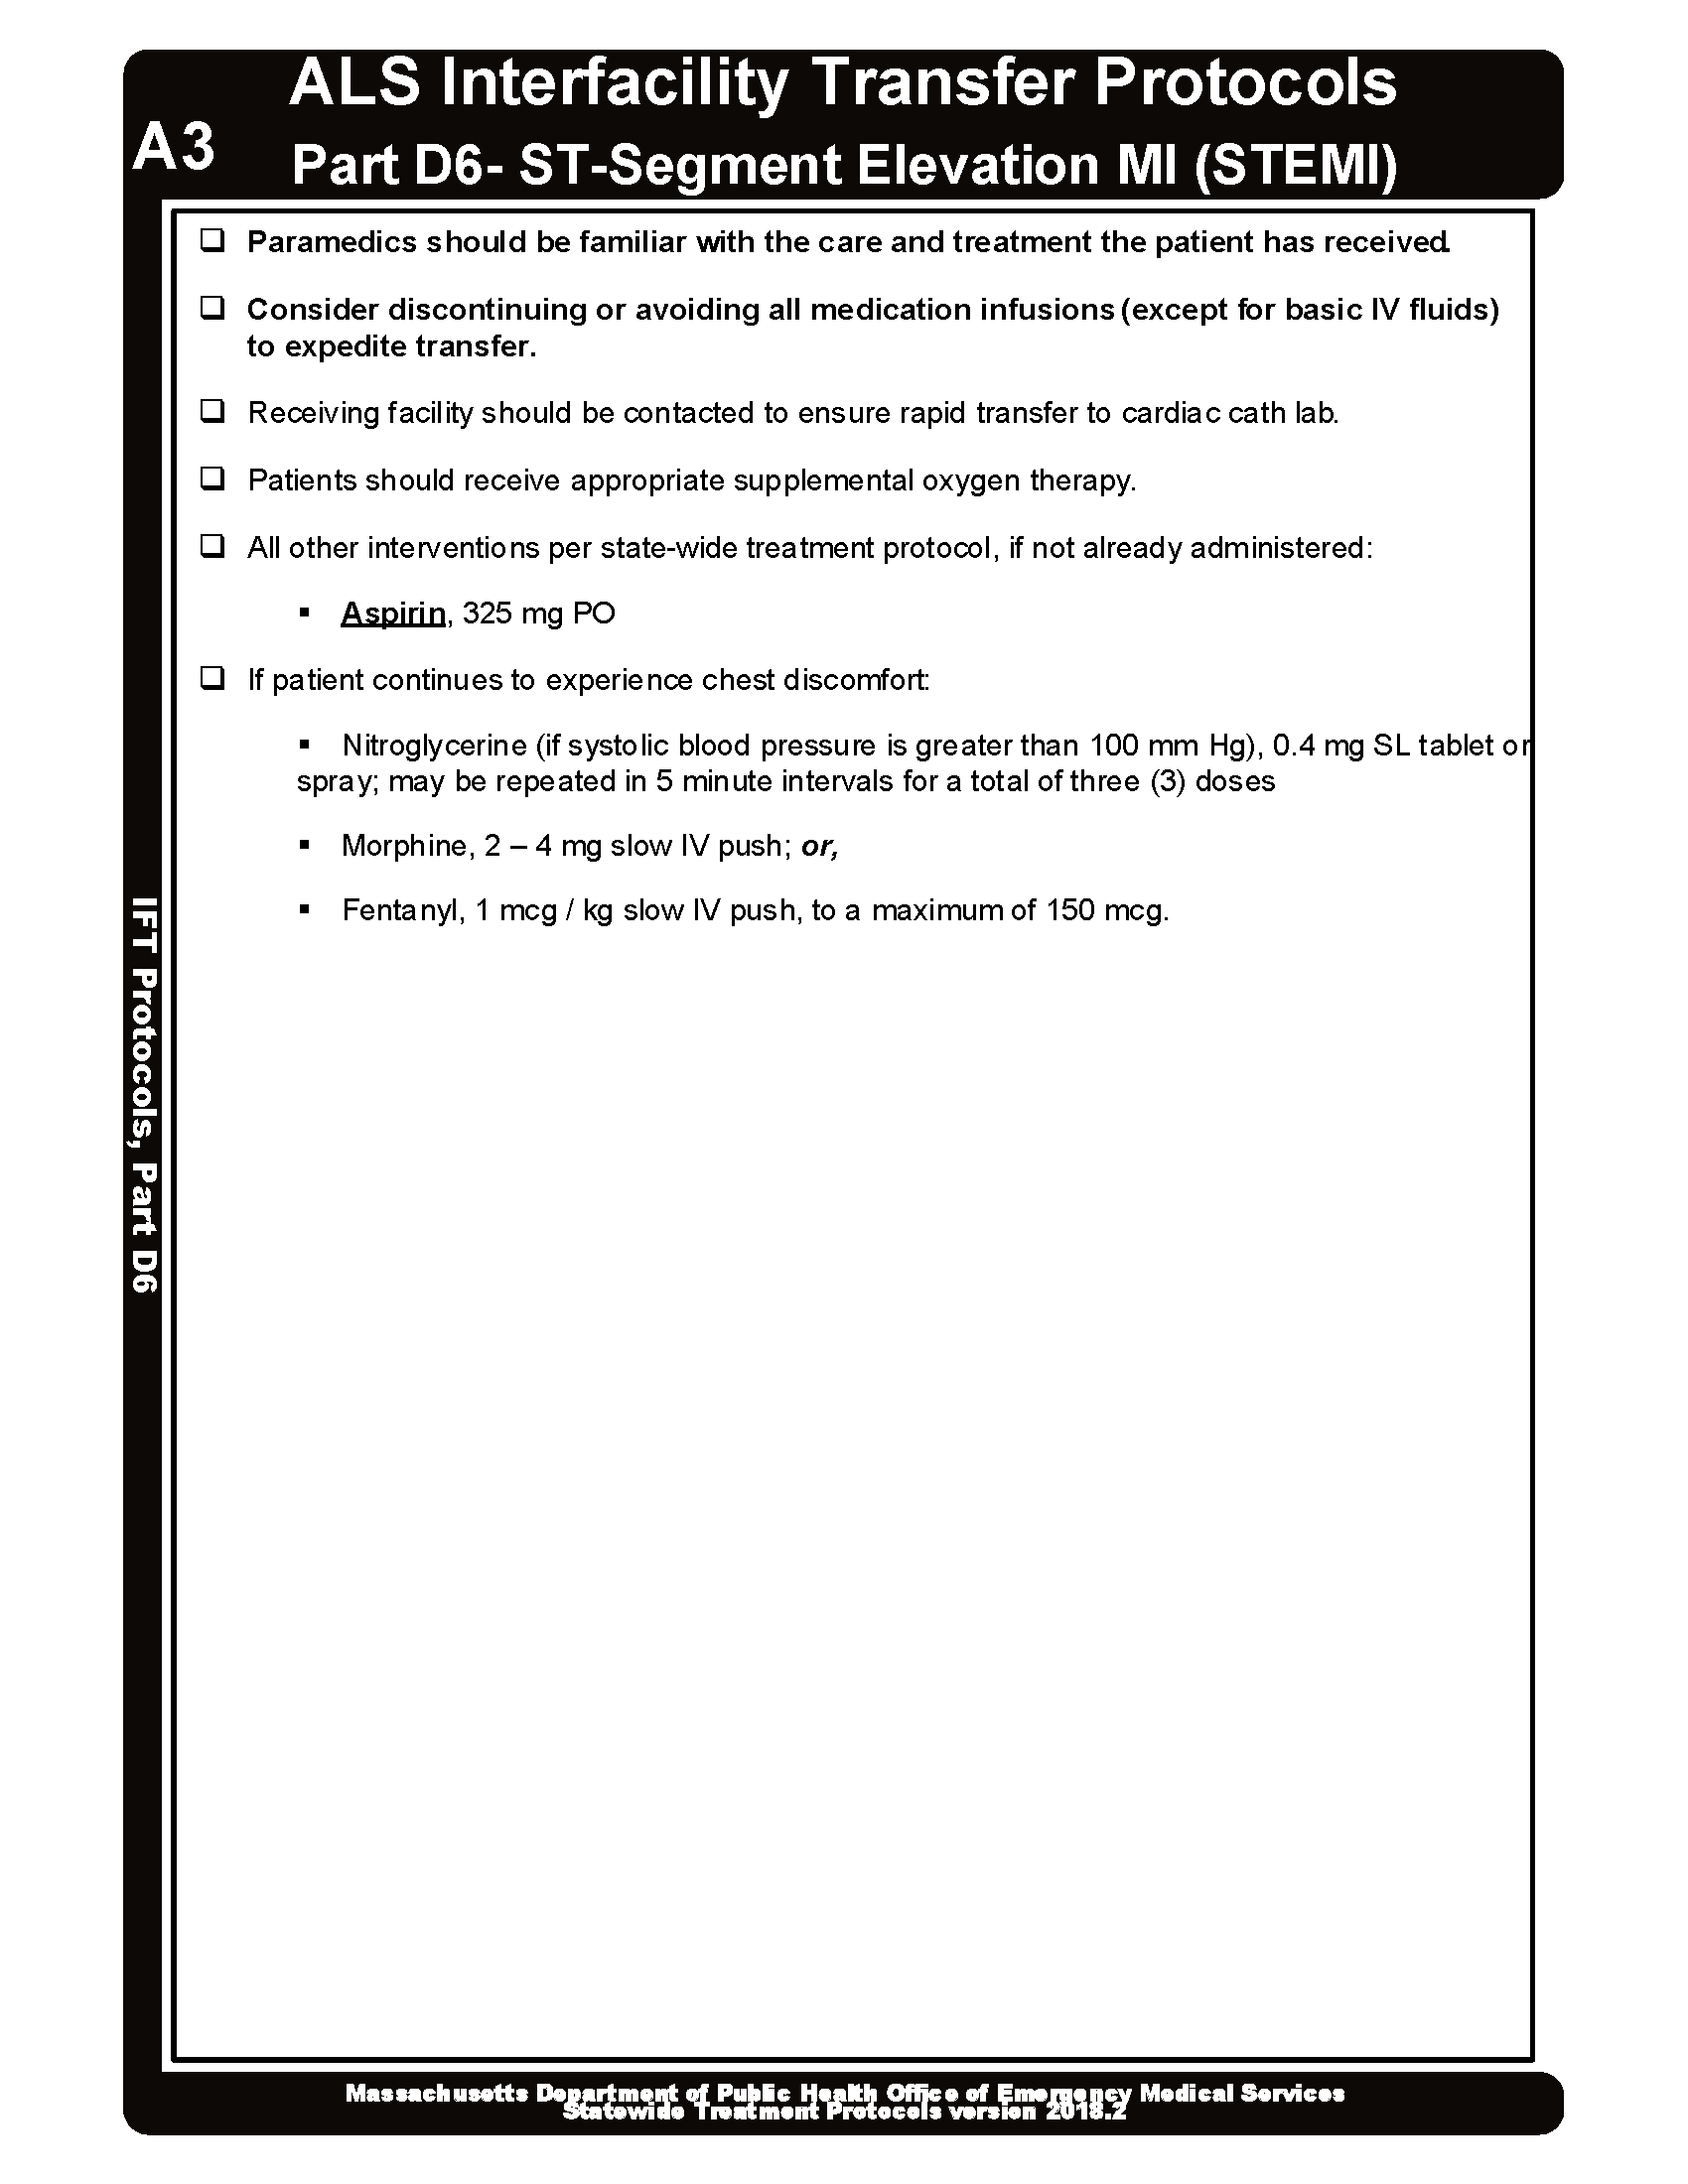 ALS Interfacility Transfer Protocols
A3
Part D6- ST-Segment Elevation MI (STEMI)
❑ Paramedics should be familiar with the care and treatment the patient has received.
❑ Consider discontinuing or avoiding all medication infusions (except for basic IV fluids)
to expedite transfer.
❑ Receiving facility should be contacted to ensure rapid transfer to cardiac cath lab.
❑ Patients should receive appropriate supplemental oxygen therapy.
❑ All other interventions per state-wide treatment protocol, if not already administered:
▪ Aspirin, 325 mg PO
❑ If patient continues to experience chest discomfort:
▪ Nitroglycerine (if systolic blood pressure is greater than 100 mm Hg), 0.4 mg SL tablet or
spray; may be repeated in 5 minute intervals for a total of three (3) doses
▪ Morphine, 2 – 4 mg slow IV push; or,
▪ Fentanyl, 1 mcg / kg slow IV push, to a maximum of 150 mcg.
IFT Protocols, Part D6
Massachusetts Department of Public Health Office of Emergency Medical Services
Statewide Treatment Protocols version 2018.2